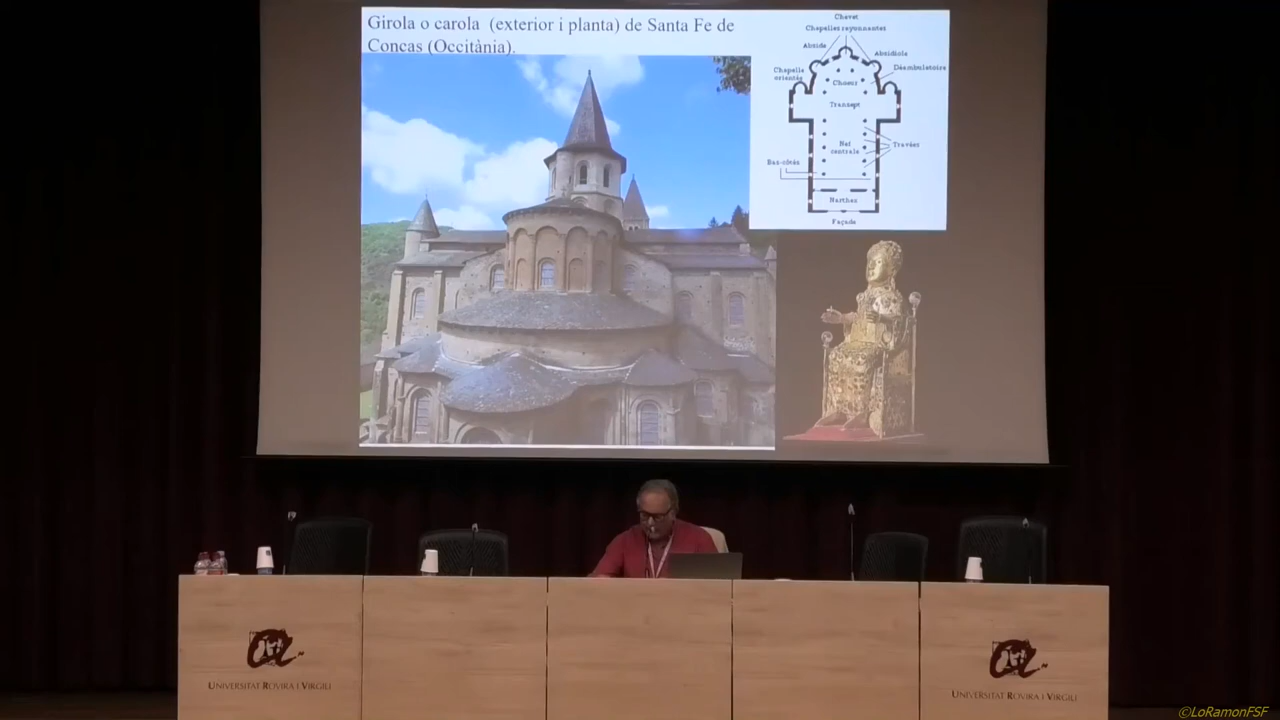 Girola o carola (exterior i planta) de Santa Fe de
Concas (Occitània).
Chevet
Chapelles rayonnantes
Abside
Absidiole
Chapelle
orientée
Déambulatoire
Choeur
Transept
Nef
centrale
Travées
Bas-côtés
Narthex
Façade
UNIVERSITAT ROVIRA I VIRGILI
UNIVERSITAT ROVIRA I VIRGILI
©LoRamonFSF